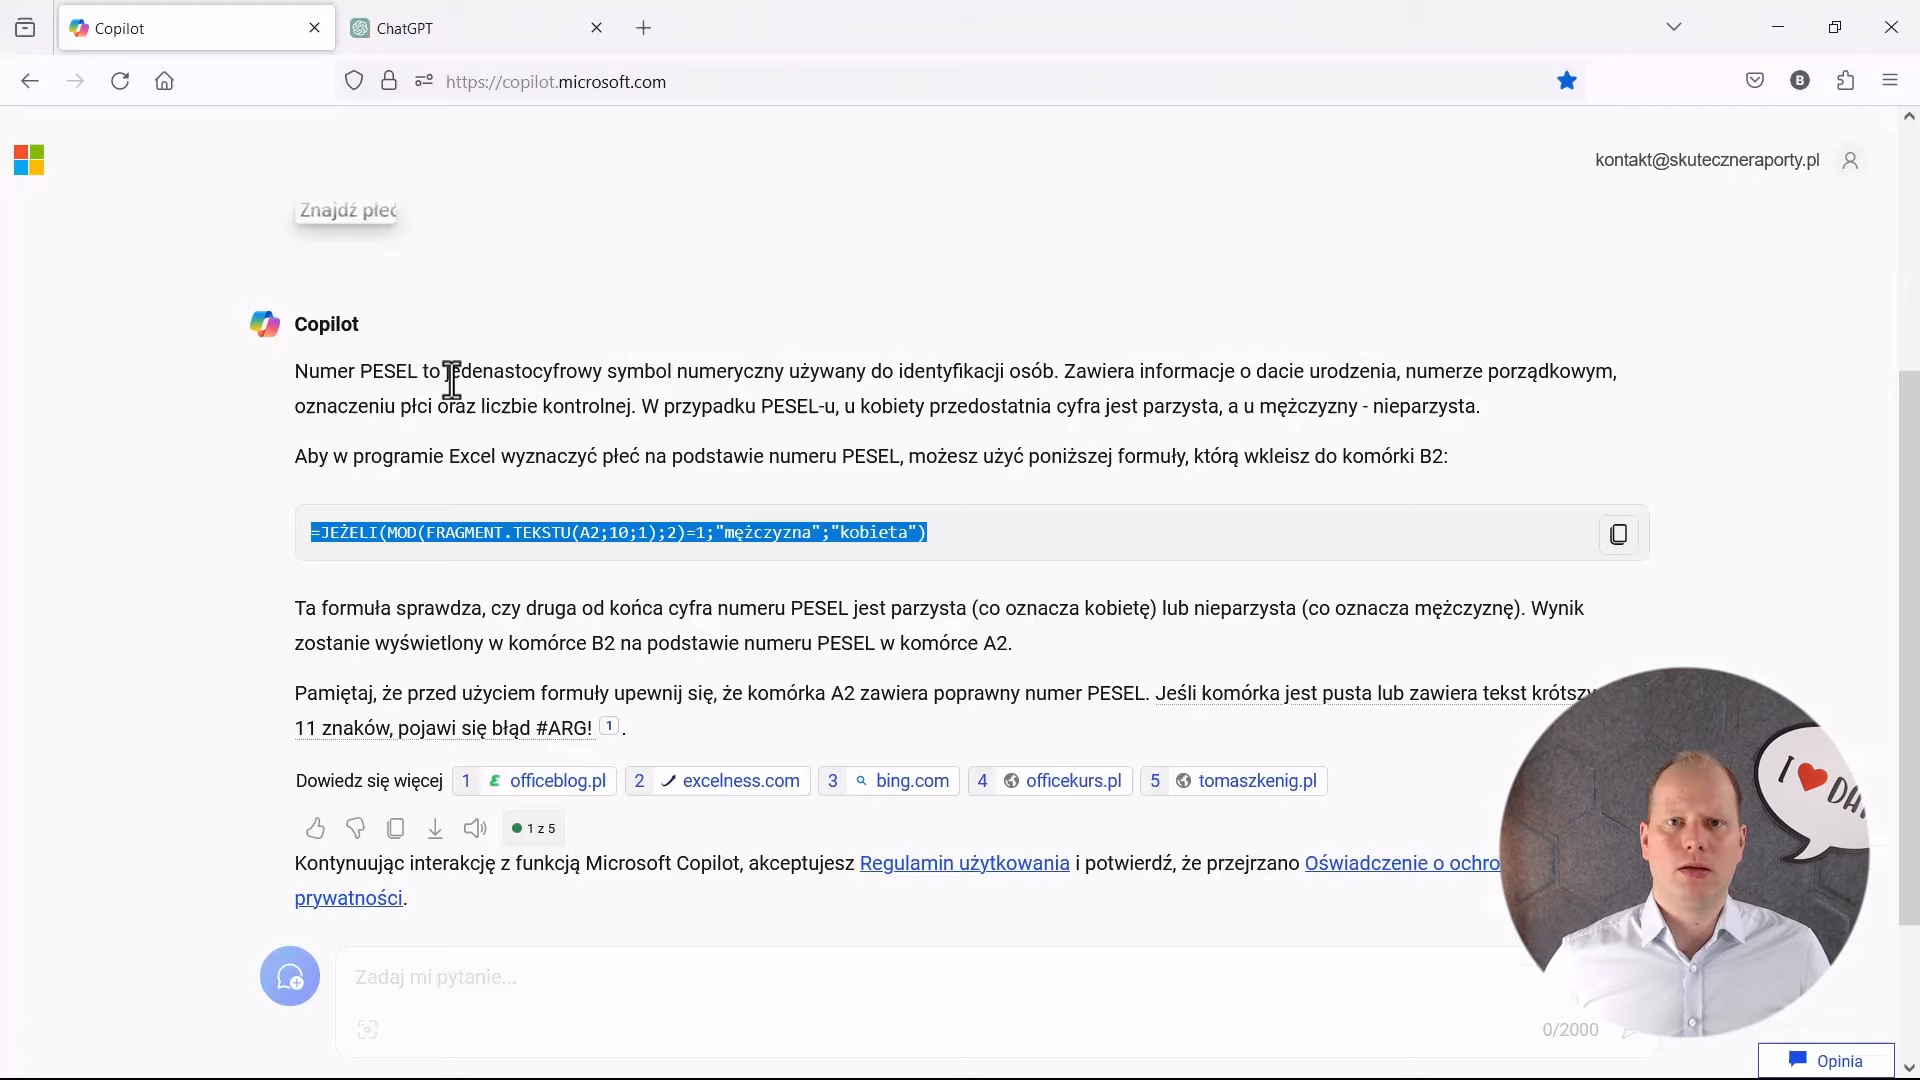 Copilot
ChatGPT
https://copilot.microsoft.com
B
kontakt@skuteczneraporty.pl
Znajdź płeć
Copilot
Numer PESEL to jedenastocyfrowy symbol numeryczny używany do identyfikacji osób. Zawiera informacje o dacie urodzenia, numerze porządkowym,
oznaczeniu płci oraz liczbie kontrolnej. W przypadku PESEL-u, u kobiety przedostatnia cyfra jest parzysta, a u mężczyzny - nieparzysta.
Aby w programie Excel wyznaczyć płeć na podstawie numeru PESEL, możesz użyć poniższej formuły, którą wkleisz do komórki B2:
=JEŻELI(MOD(FRAGMENT.TEKSTU(A2;10;1);2)=1;"mężczyzna";"kobieta")
Ta formuła sprawdza, czy druga od końca cyfra numeru PESEL jest parzysta (co oznacza kobietę) lub nieparzysta (co oznacza mężczyznę). Wynik
zostanie wyświetlony w komórce B2 na podstawie numeru PESEL w komórce A2.
Pamiętaj, że przed użyciem formuły upewnij się, że komórka A2 zawiera poprawny numer PESEL. Jeśli komórka jest pusta lub zawiera tekst krótszy
11 znaków, pojawi się błąd #ARG! 1 .
Dowiedz się więcej 1 officeblog.pl 2 excelness.com 3 bing.com 4 officekurs.pl 5 tomaszkenig.pl
1 z 5
Kontynuując interakcję z funkcją Microsoft Copilot, akceptujesz Regulamin użytkowania i potwierdź, że przejrzano Oświadczenie o ochro
prywatności.
I
DA
Zadaj mi pytanie...
0/2000
Opinia